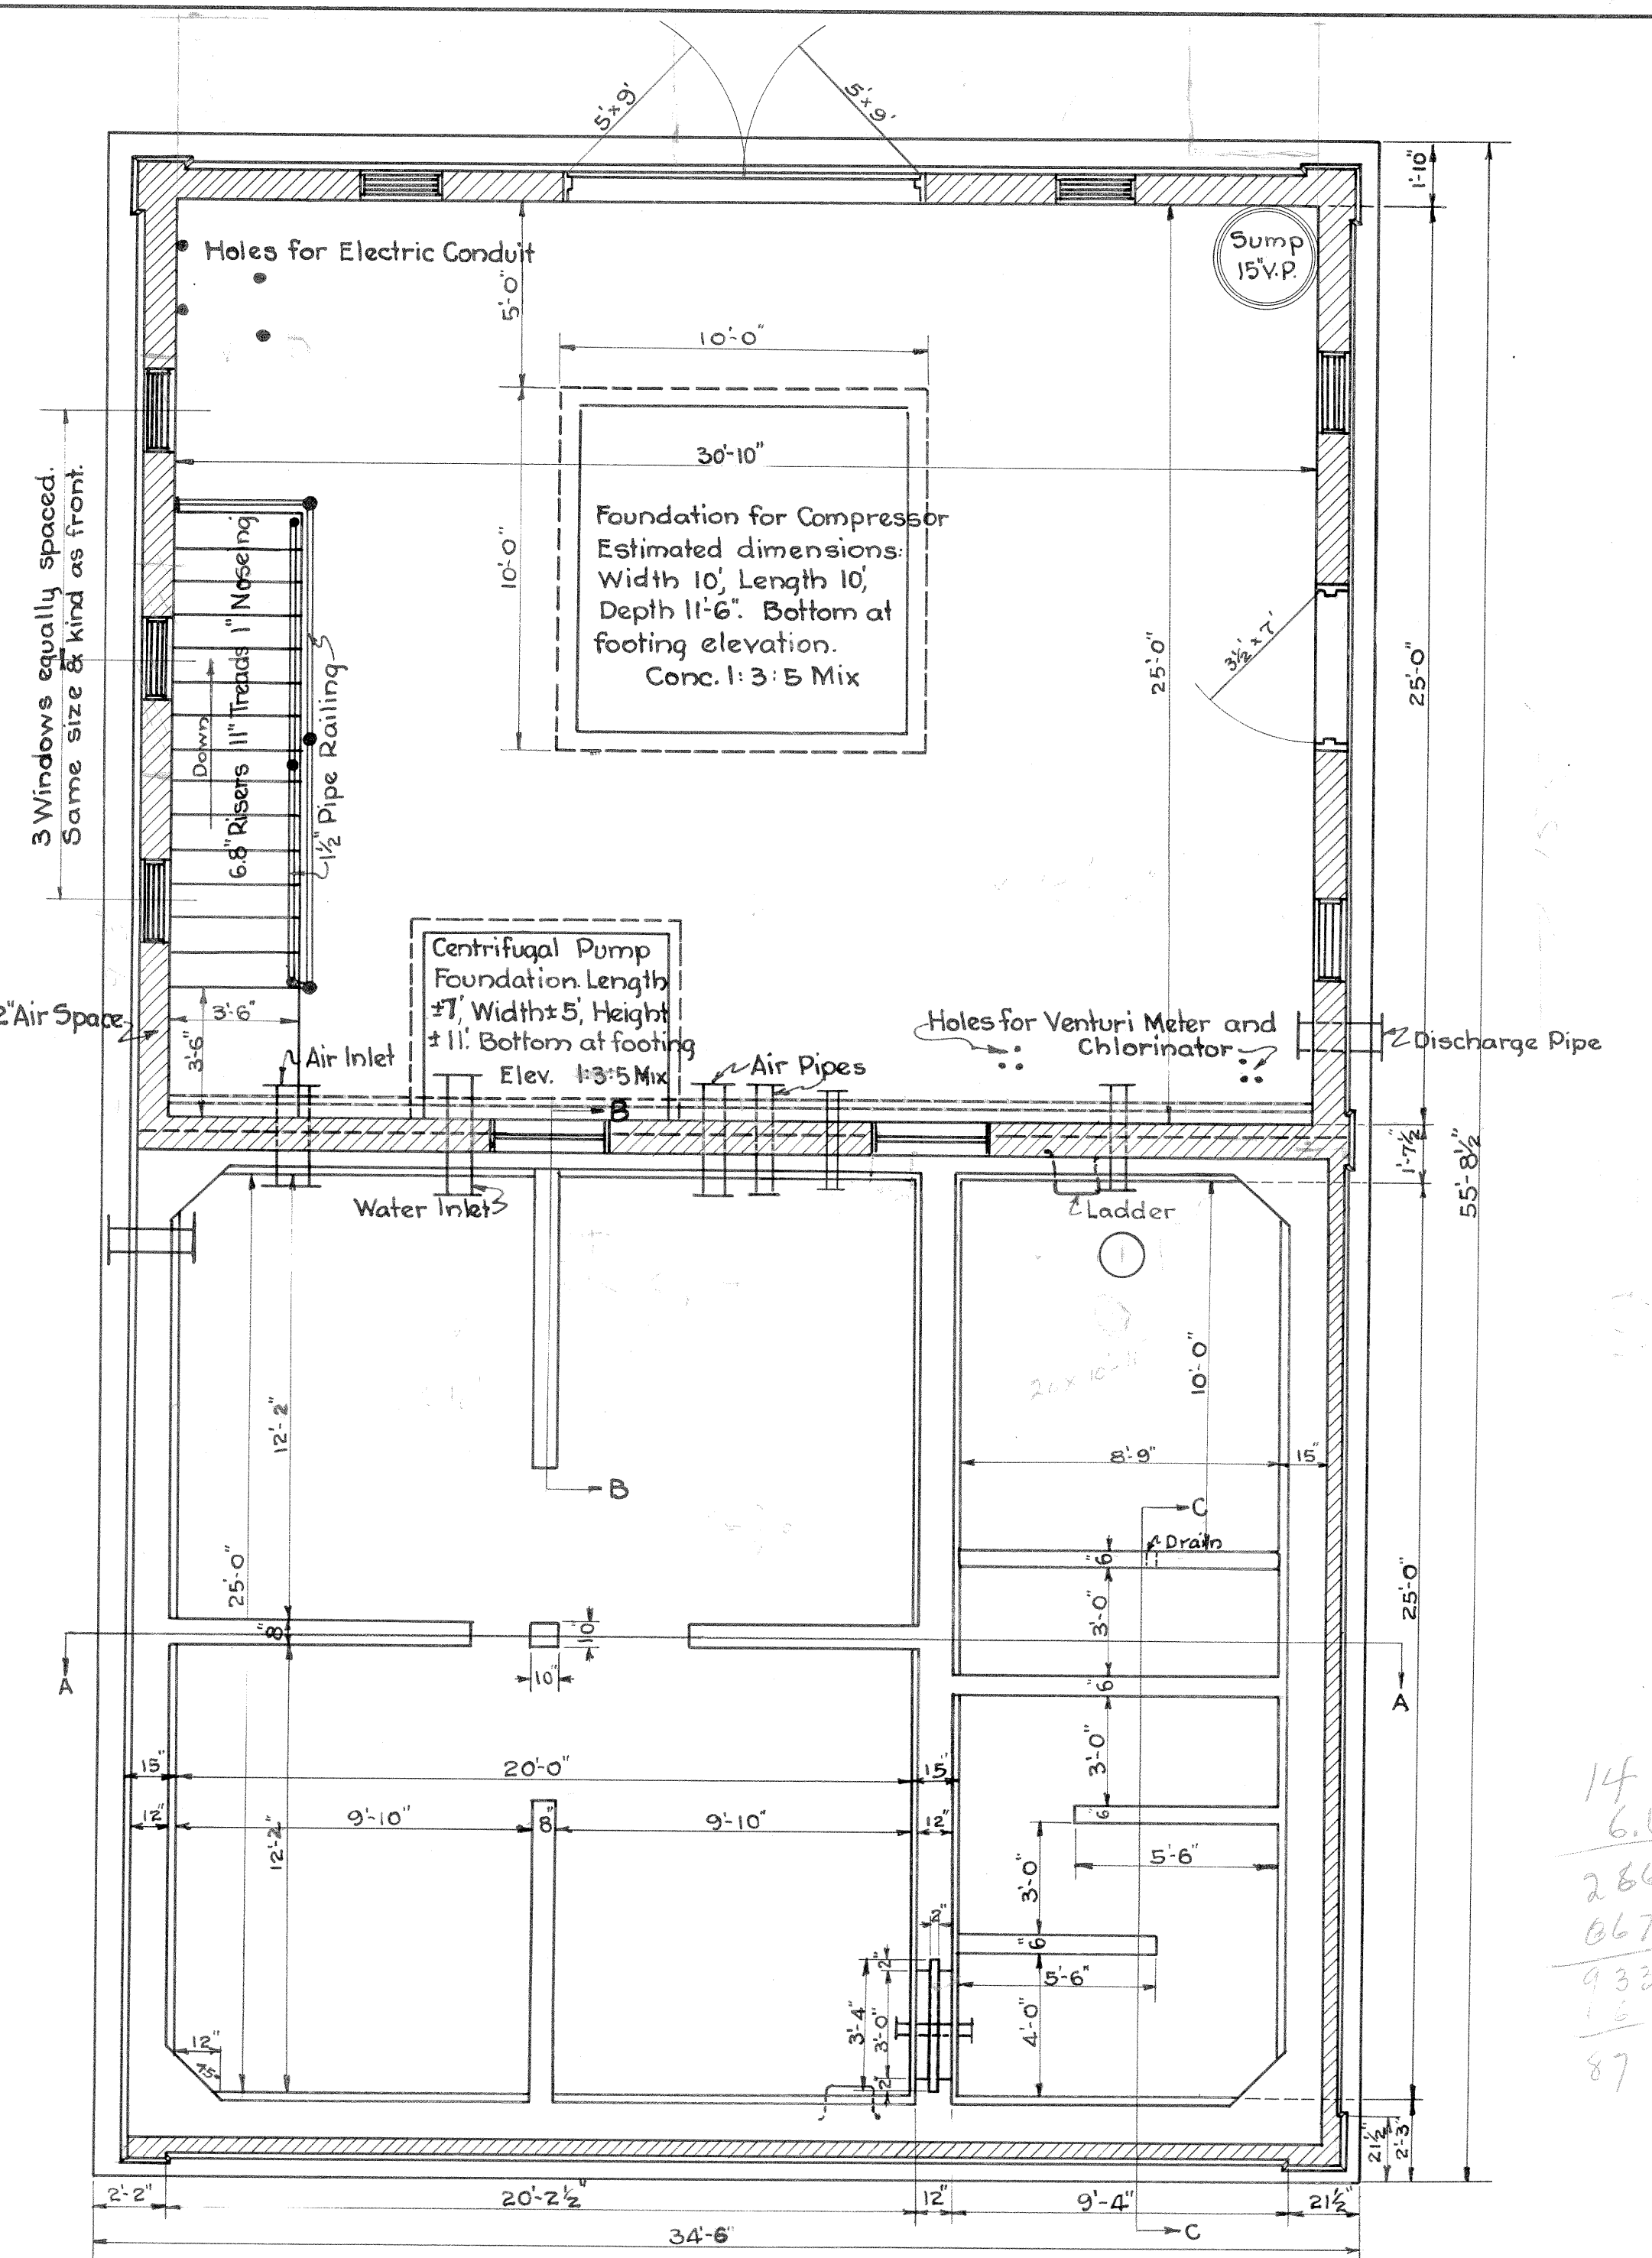 5'x9'
5'x9'
1'-10"
Holes for Electric Conduit
Sump
15"V.P.
5'-0"
10'-0"
30'-10"
10'-0"
3 Windows equally spaced.
Same size & kind as front.
Foundation for Compressor
Estimated dimensions:
Width 10', Length 10',
Depth 11'-6". Bottom at
footing elevation.
Conc. 1:3:5 Mix
6.8" Risers 11" Treads 1" Noseing
Down
1½" Pipe Railing
25'-0"
3½' x 7'
25'-0"
55'-8½"
Centrifugal Pump
Foundation. Length
±7', Width±5', Height
±11'. Bottom at footing
Elev. 1:3:5 Mix
2" Air Space
3'-6"
3'-6"
Air Inlet
Air Pipes
Holes for Venturi Meter and
Chlorinator
Discharge Pipe
B
1'-7½"
Water Inlet
Ladder
12'-2"
10'-0"
8'-9"
15"
B
C
Drain
6"
25'-0"
3'-0"
25'-0"
8"
10"
10"
A
A
6"
3'-0"
15"
20'-0"
15"
12"
9'-10"
8"
9'-10"
12"
12'-2"
6"
5'-6"
3'-0"
6"
5'-6"
2"
3'-4"
3'-0"
2"
4'-0"
12"
21½"
2'-3"
2'-2"
20'-2½"
12"
9'-4"
21½"
34'-6"
C
14
87